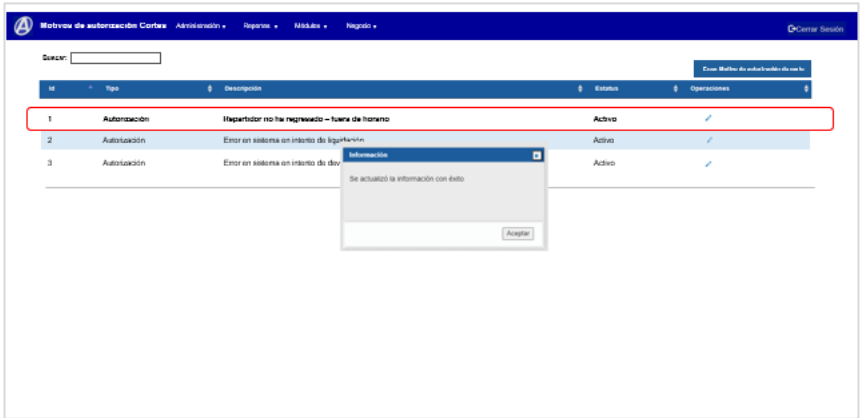 Motivos de autorización Cortes Administración Reportes Módulos Negocio Cerrar Sesión
Buscar:
Crear Motivo de autorización de corte
Id Tipo Descripción Estatus Operaciones
1 Autorización Repartidor no ha regresado – fuera de horario Activo
2 Autorización Error en sistema en intento de liquidación Activo
3 Autorización Error en sistema en intento de dev Activo
Información
x
Se actualizó la información con éxito.
Aceptar